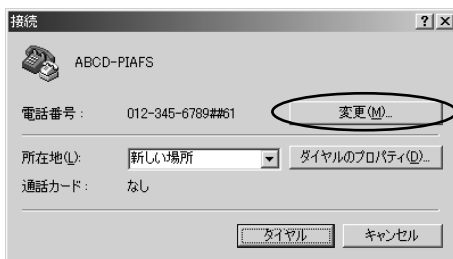 接続
ABCD-PIAFS
電話番号: 012-345-6789##61 変更(M)...
所在地(L): 新しい場所 ダイヤルのプロパティ(D)...
通話カード: なし
ダイヤル キャンセル